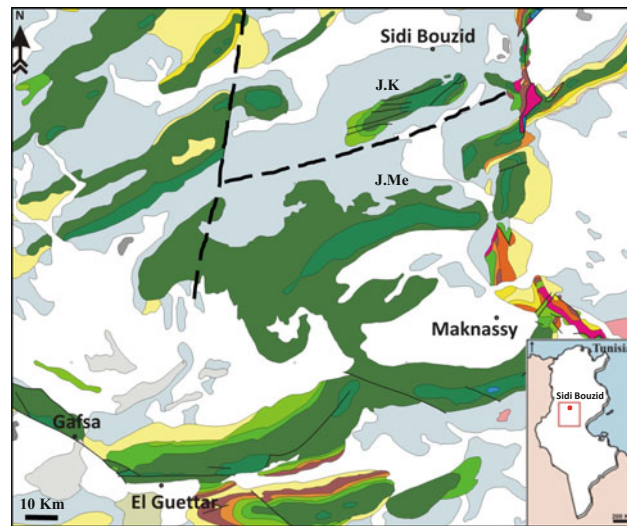 N
Sidi Bouzid
J.K
J.Me
Maknassy
Tunisia
Sidi Bouzid
Gafsa
El Guettar
10 Km